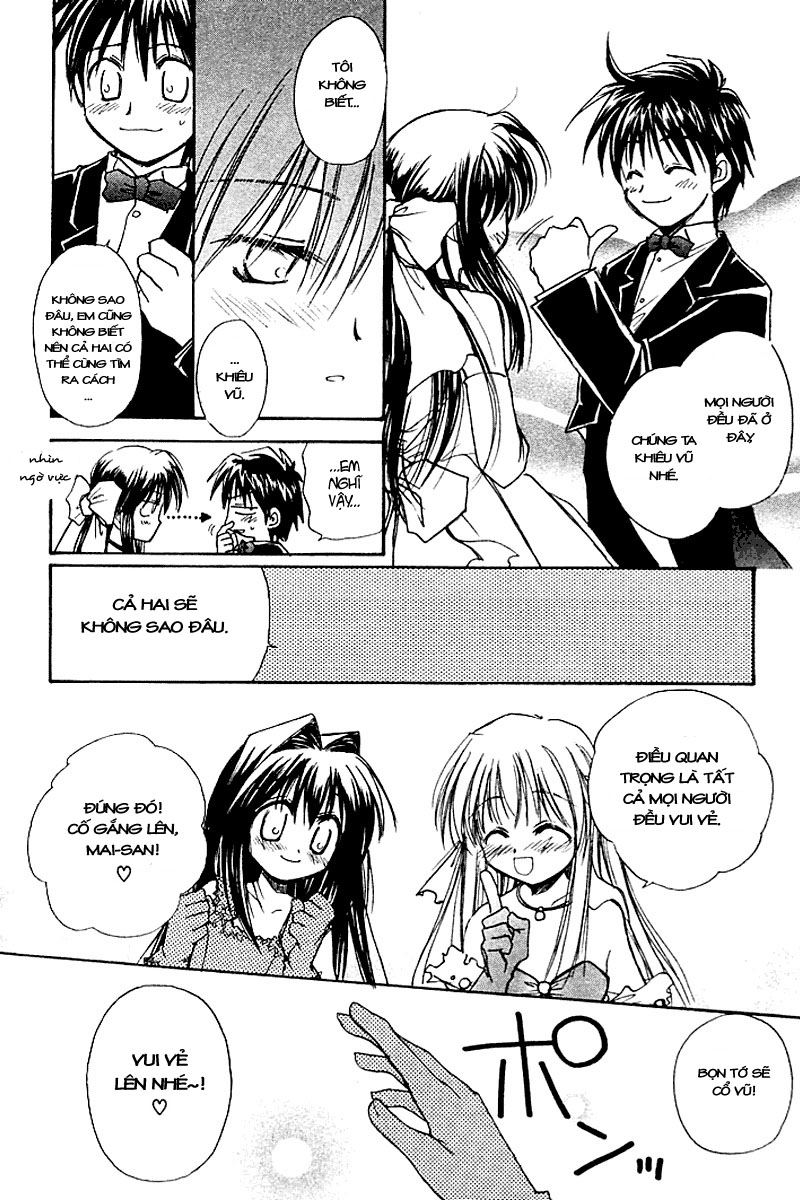 MỌI NGƯỜI
ĐỀU ĐÃ Ở
ĐÂY.
CHÚNG TA
KHIÊU VŨ
NHÉ.
TÔI
KHÔNG
BIẾT...
...
KHIÊU
VŨ.
KHÔNG SAO
ĐÂU, EM CŨNG
KHÔNG BIẾT
NÊN CẢ HAI CÓ
THỂ CÙNG TÌM
RA CÁCH
...
...EM
NGHĨ
VẬY...
nhìn
ngờ vực
CẢ HAI SẼ
KHÔNG SAO ĐÂU.
ĐIỀU QUAN
TRỌNG LÀ TẤT
CẢ MỌI NGƯỜI
ĐỀU VUI VẺ.
ĐÚNG ĐÓ!
CỐ GẮNG LÊN,
MAI-SAN!
♡
BỌN TỚ SẼ
CỔ VŨ!
ポンッ
VUI VẺ
LÊN NHÉ~!
♡